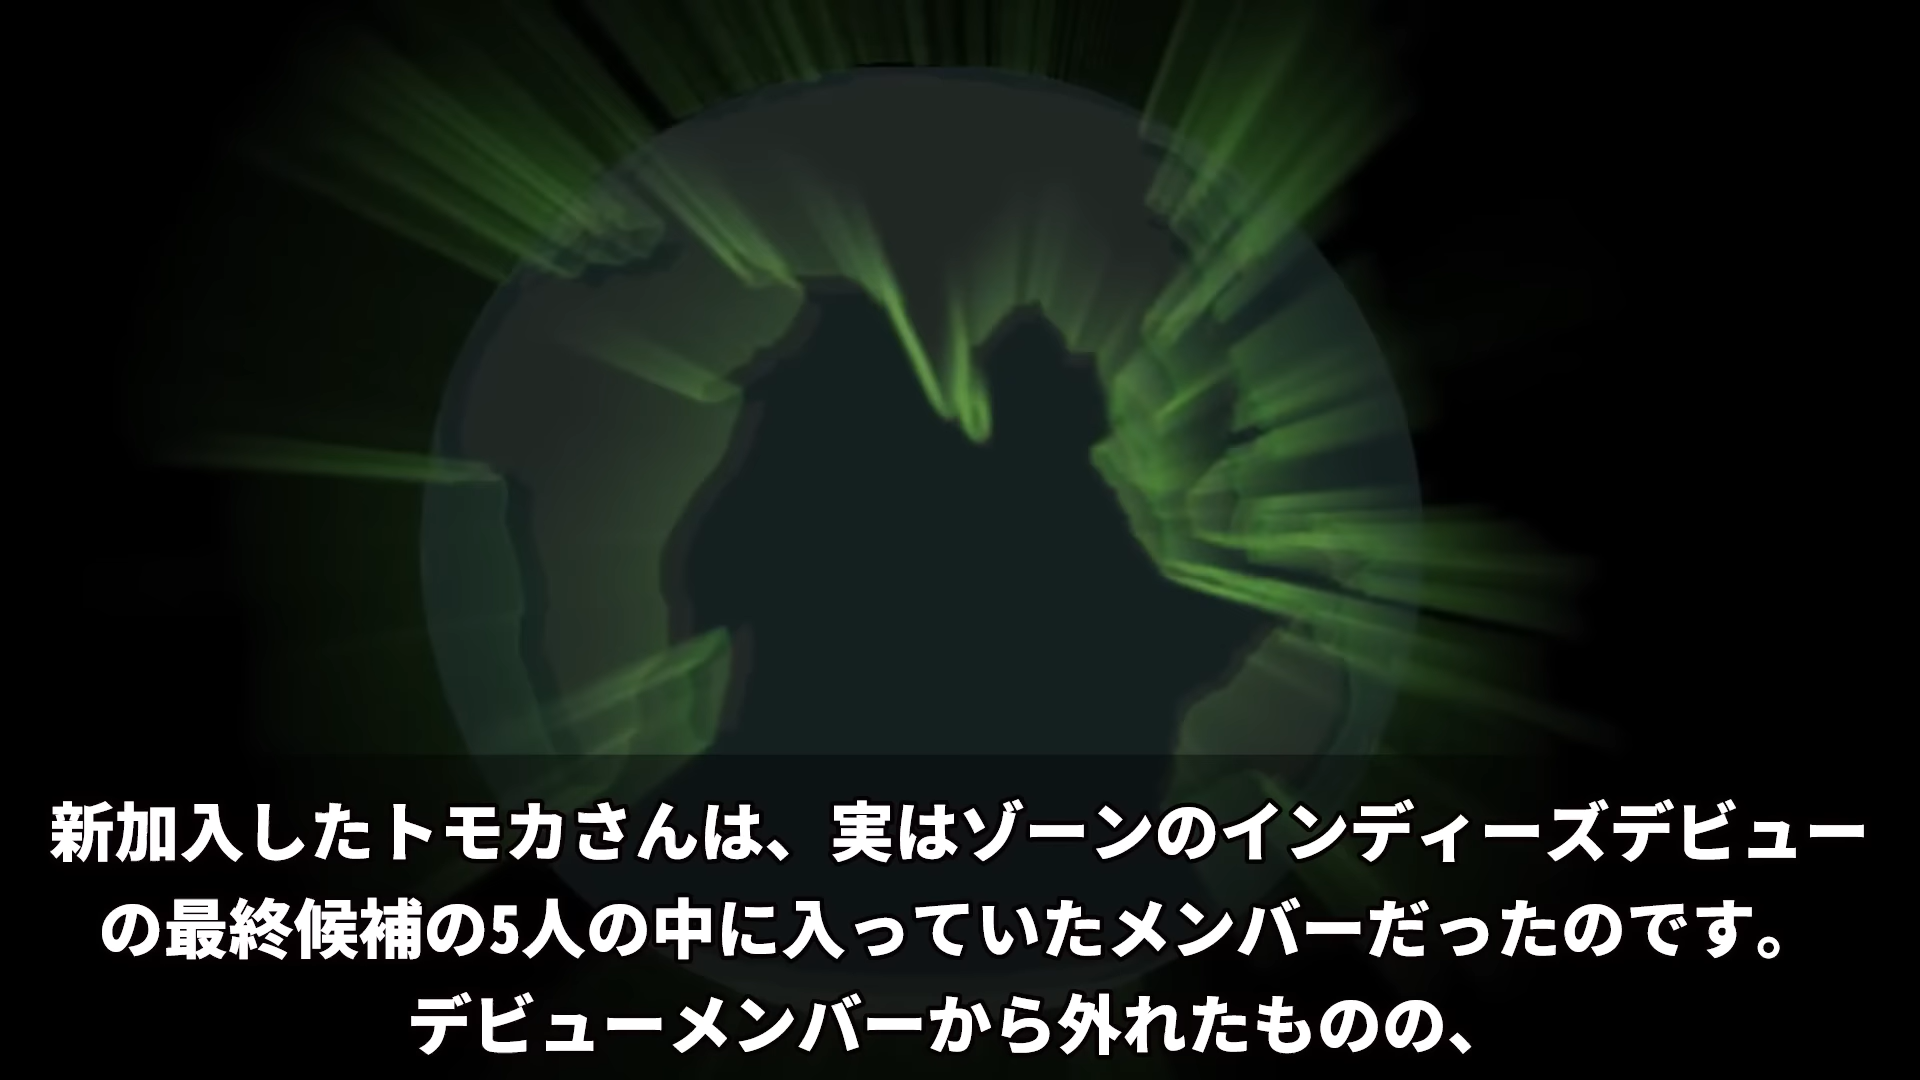 新加入したトモカさんは、実はゾーンのインディーズデビュー
の最終候補の5人の中に入っていたメンバーだったのです。
デビューメンバーから外れたものの、